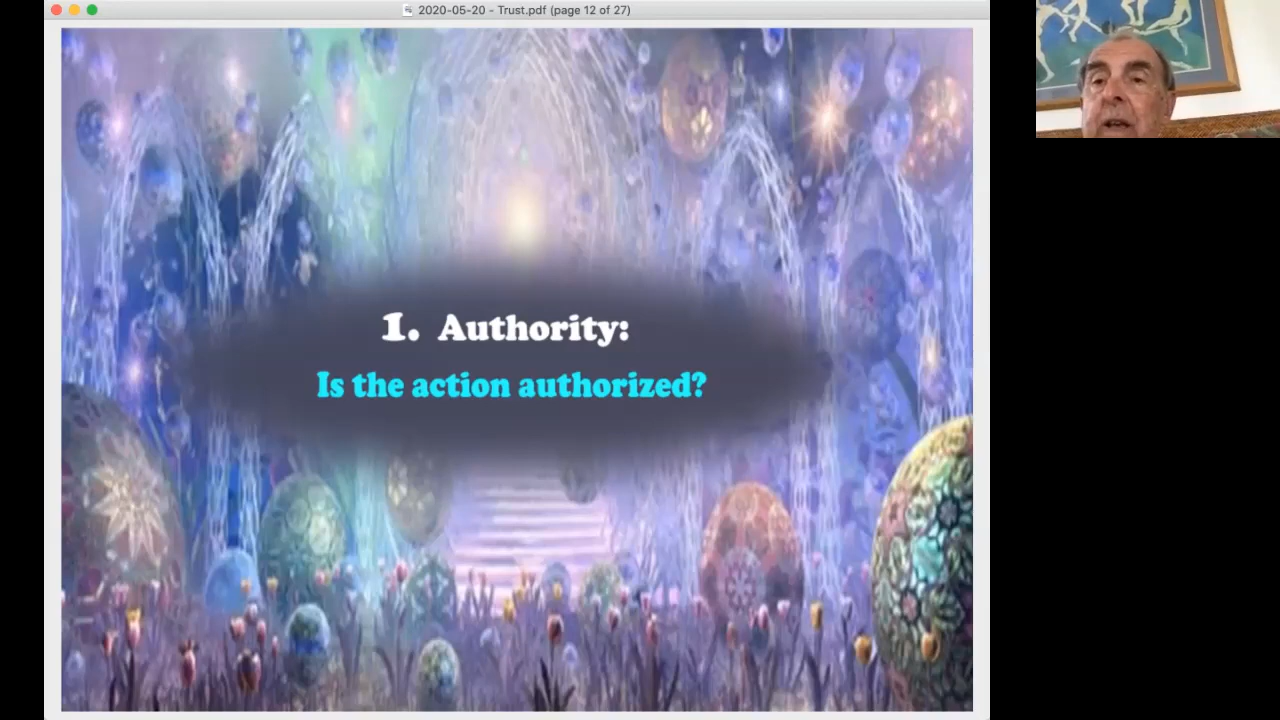 2020-05-20 - Trust.pdf (page 12 of 27)
1. Authority:
Is the action authorized?